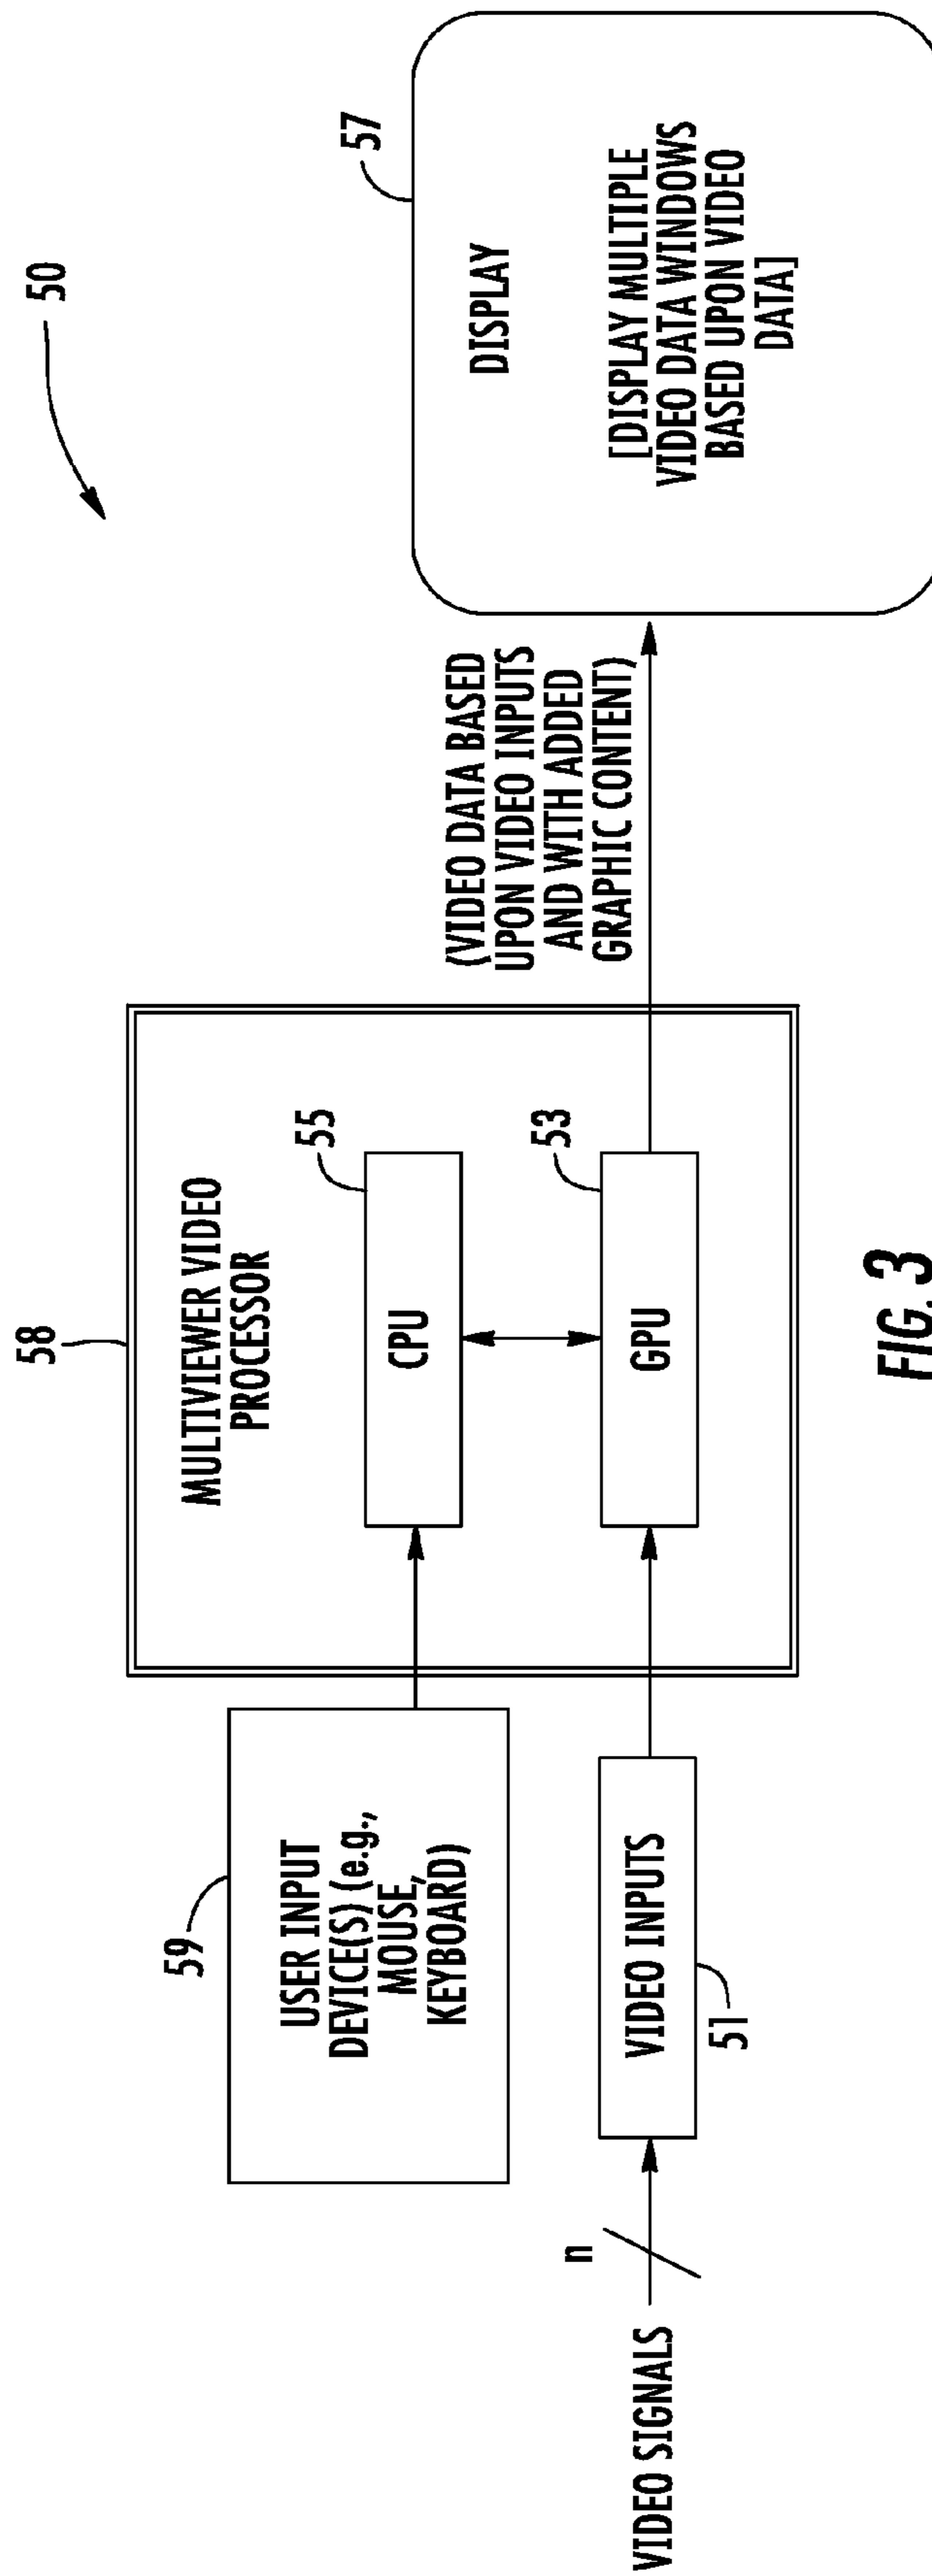 50
58
MULTIVIEWER VIDEO
PROCESSOR
59
USER INPUT
DEVICE(S) (e.g.,
MOUSE,
KEYBOARD)
55
CPU
57
DISPLAY
[DISPLAY MULTIPLE
VIDEO DATA WINDOWS
BASED UPON VIDEO
DATA]
(VIDEO DATA BASED
UPON VIDEO INPUTS
AND WITH ADDED
GRAPHIC CONTENT)
VIDEO SIGNALS
n
VIDEO INPUTS
51
53
GPU
FIG. 3